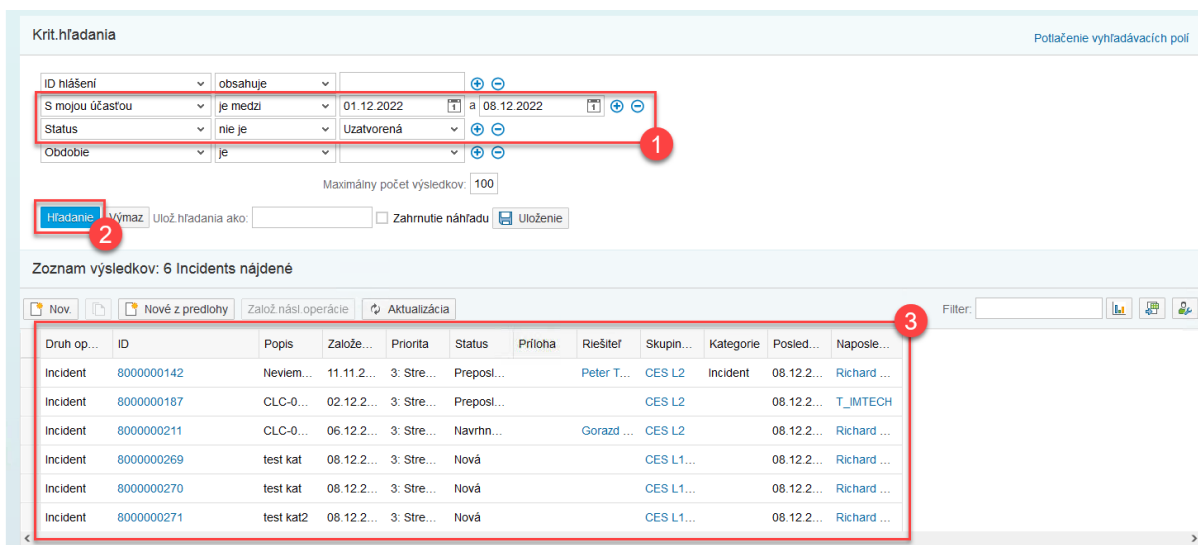 Krit.hľadania Potlačenie vyhľadávacích polí
ID hlášení obsahuje
S mojou účasťou je medzi 01.12.2022 1 a 08.12.2022 1
Status nie je Uzatvorená
1
Obdobie je
Maximálny počet výsledkov: 100
Hľadanie Výmaz Ulož.hľadania ako: Zahrnutie náhľadu Uloženie
2
Zoznam výsledkov: 6 Incidents nájdené
Nov. Nové z predlohy Založ.násl.operácie Aktualizácia Filter:
3
Druh op... ID Popis Založe... Priorita Status Príloha Riešiteľ Skupin... Kategorie Posled... Naposle...
Incident 8000000142 Neviem... 11.11.2... 3: Stre... Preposl... Peter T... CES L2 Incident 08.12.2... Richard ...
Incident 8000000187 CLC-0... 02.12.2... 3: Stre... Preposl... CES L2 08.12.2... T_IMTECH
Incident 8000000211 CLC-0... 06.12.2... 3: Stre... Navrhn... Gorazd ... CES L2 08.12.2... Richard ...
Incident 8000000269 test kat 08.12.2... 3: Stre... Nová CES L1... 08.12.2... Richard ...
Incident 8000000270 test kat 08.12.2... 3: Stre... Nová CES L1... 08.12.2... Richard ...
Incident 8000000271 test kat2 08.12.2... 3: Stre... Nová CES L1... 08.12.2... Richard ...